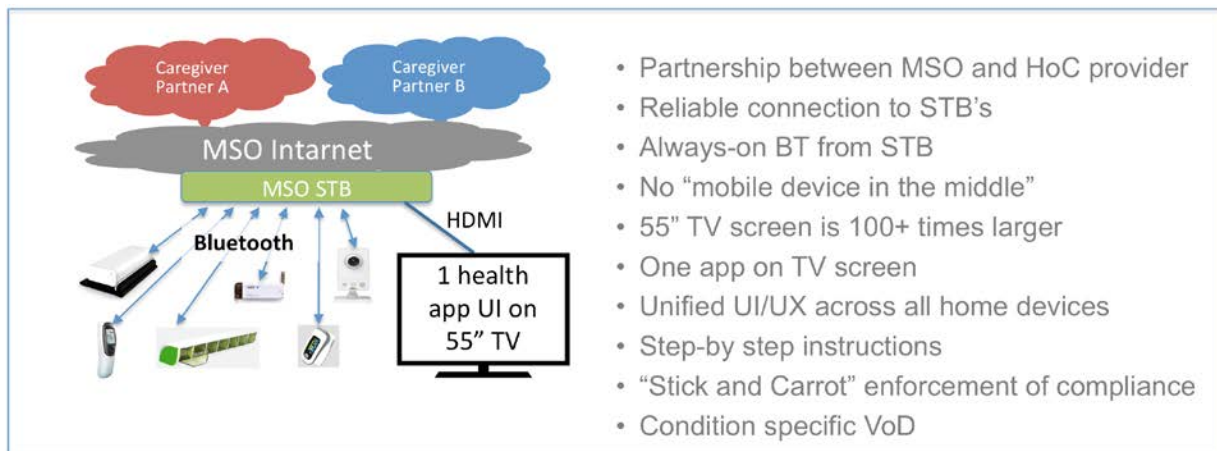 Caregiver
Partner A
Caregiver
Partner B
MSO Intarnet
MSO STB
Bluetooth
HDMI
1 health
app UI on
55” TV
• Partnership between MSO and HoC provider
• Reliable connection to STB’s
• Always-on BT from STB
• No “mobile device in the middle”
• 55” TV screen is 100+ times larger
• One app on TV screen
• Unified UI/UX across all home devices
• Step-by step instructions
• “Stick and Carrot” enforcement of compliance
• Condition specific VoD